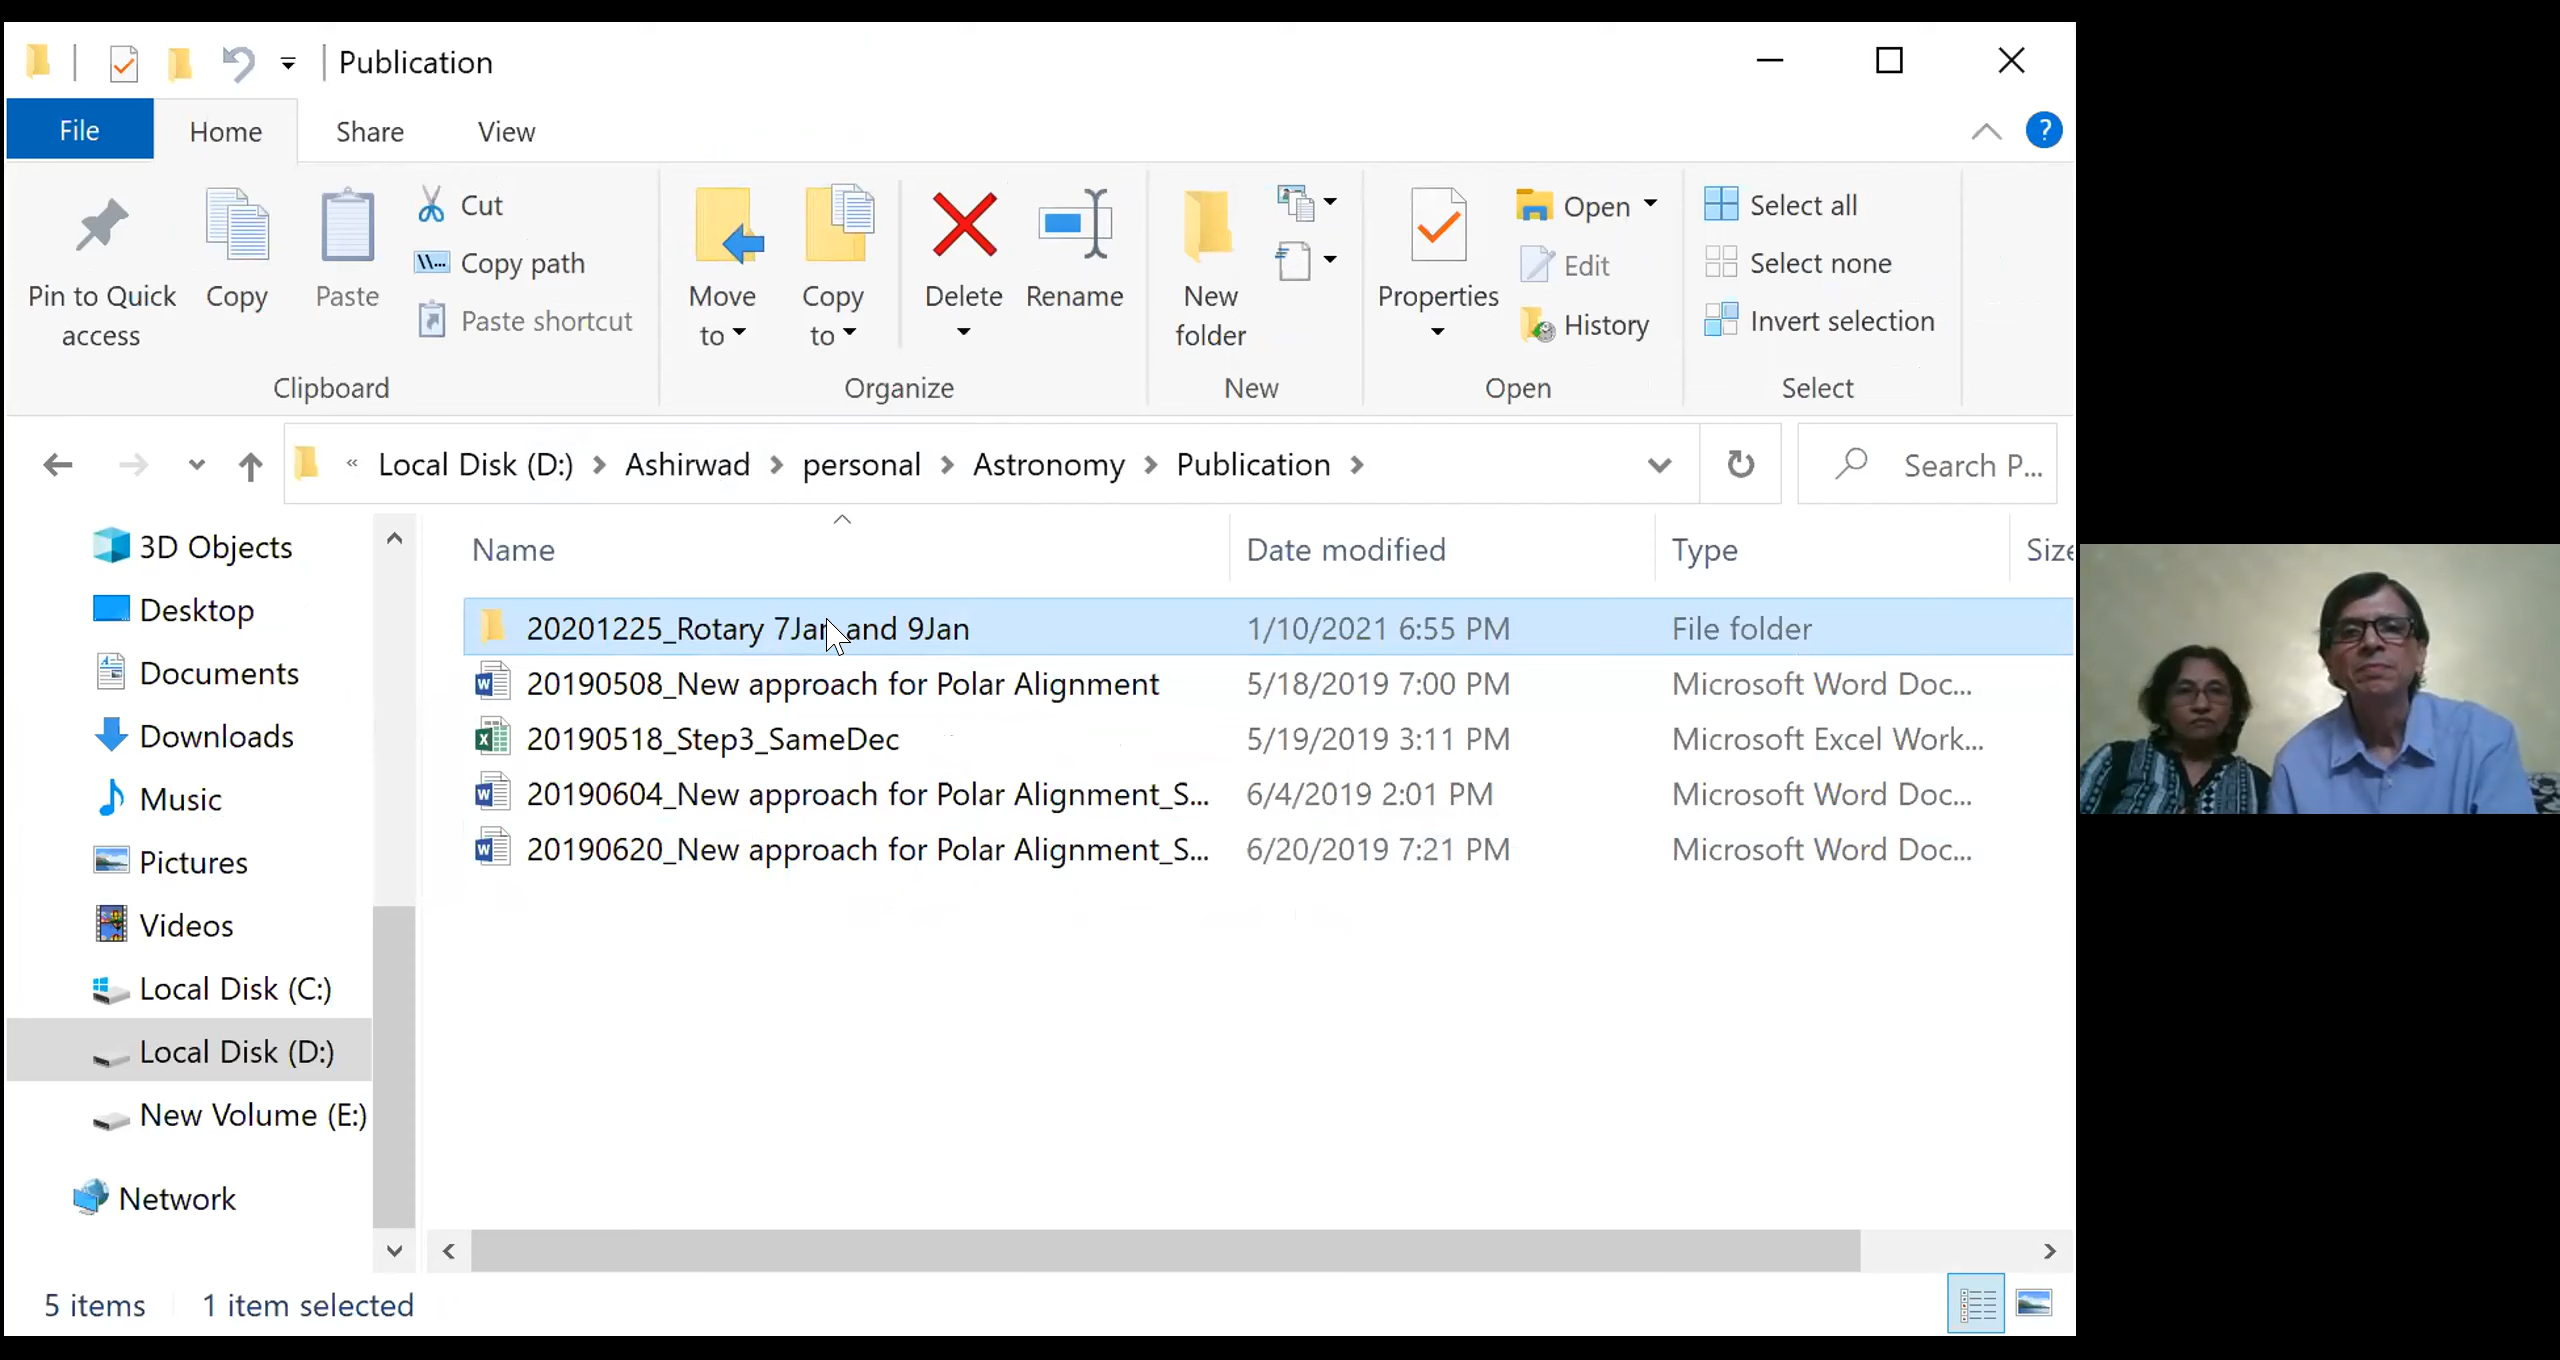 Publication
File Home Share View
Pin to Quick access
Copy
Paste
Cut
Copy path
Paste shortcut
Clipboard
Move to
Copy to
Delete
Rename
Organize
New folder
New
Properties
Open
Edit
History
Open
Select all
Select none
Invert selection
Select
« Local Disk (D:) > Ashirwad > personal > Astronomy > Publication >
Search P...
3D Objects
Desktop
Documents
Downloads
Music
Pictures
Videos
Local Disk (C:)
Local Disk (D:)
New Volume (E:)
Network
Name Date modified Type Size
20201225_Rotary 7Jan and 9Jan 1/10/2021 6:55 PM File folder
20190508_New approach for Polar Alignment 5/18/2019 7:00 PM Microsoft Word Doc...
20190518_Step3_SameDec 5/19/2019 3:11 PM Microsoft Excel Work...
20190604_New approach for Polar Alignment_S... 6/4/2019 2:01 PM Microsoft Word Doc...
20190620_New approach for Polar Alignment_S... 6/20/2019 7:21 PM Microsoft Word Doc...
5 items 1 item selected